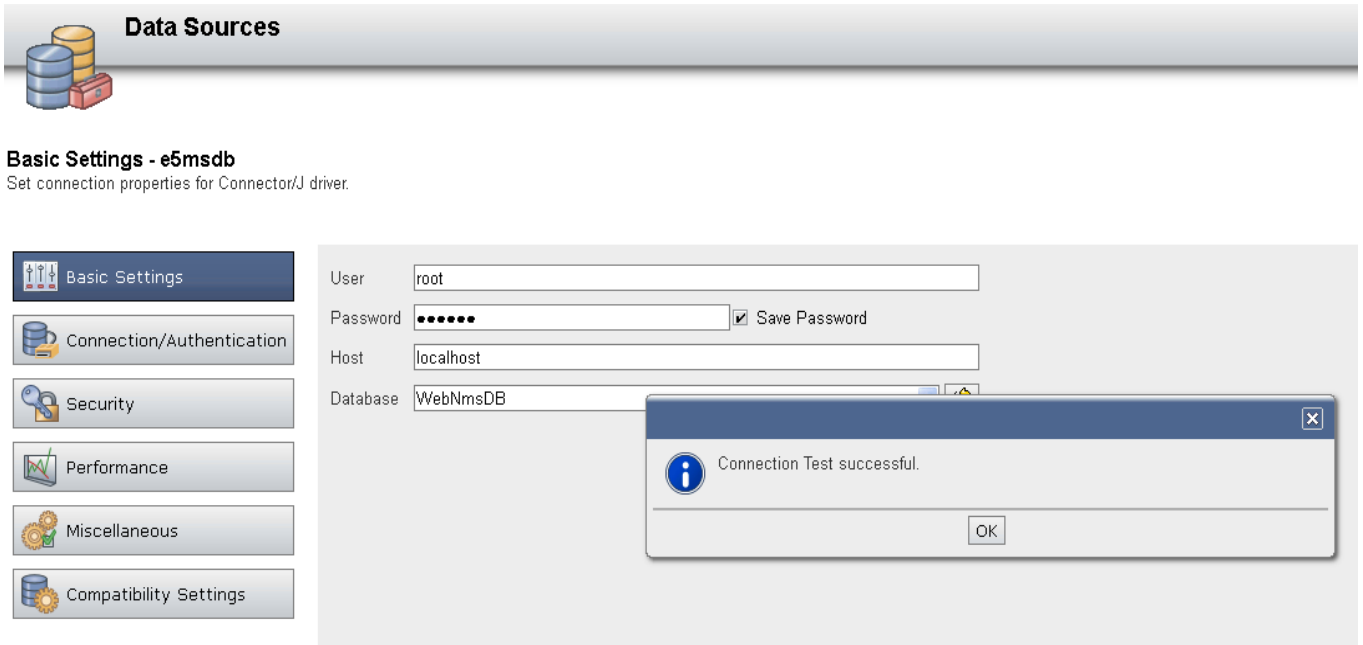 Data Sources
Basic Settings - e5msdb
Set connection properties for Connector/J driver.
Basic Settings
Connection/Authentication
Security
Performance
Miscellaneous
Compatibility Settings
User root
Password ●●●●●● Save Password
Host localhost
Database WebNmsDB
Connection Test successful.
OK